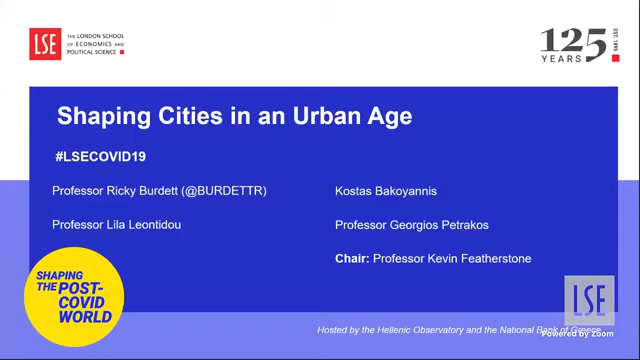 LSE
THE LONDON SCHOOL
OF ECONOMICS AND
POLITICAL SCIENCE
125
YEARS
EST. 1895
Shaping Cities in an Urban Age
#LSECOVID19
Professor Ricky Burdett (@BURDETTR)
Kostas Bakoyannis
Professor Lila Leontidou
Professor Georgios Petrakos
Chair: Professor Kevin Featherstone
SHAPING
THE POST-
COVID
WORLD
LSE
Hosted by the Hellenic Observatory and the National Bank of Greece
Powered by Zoom